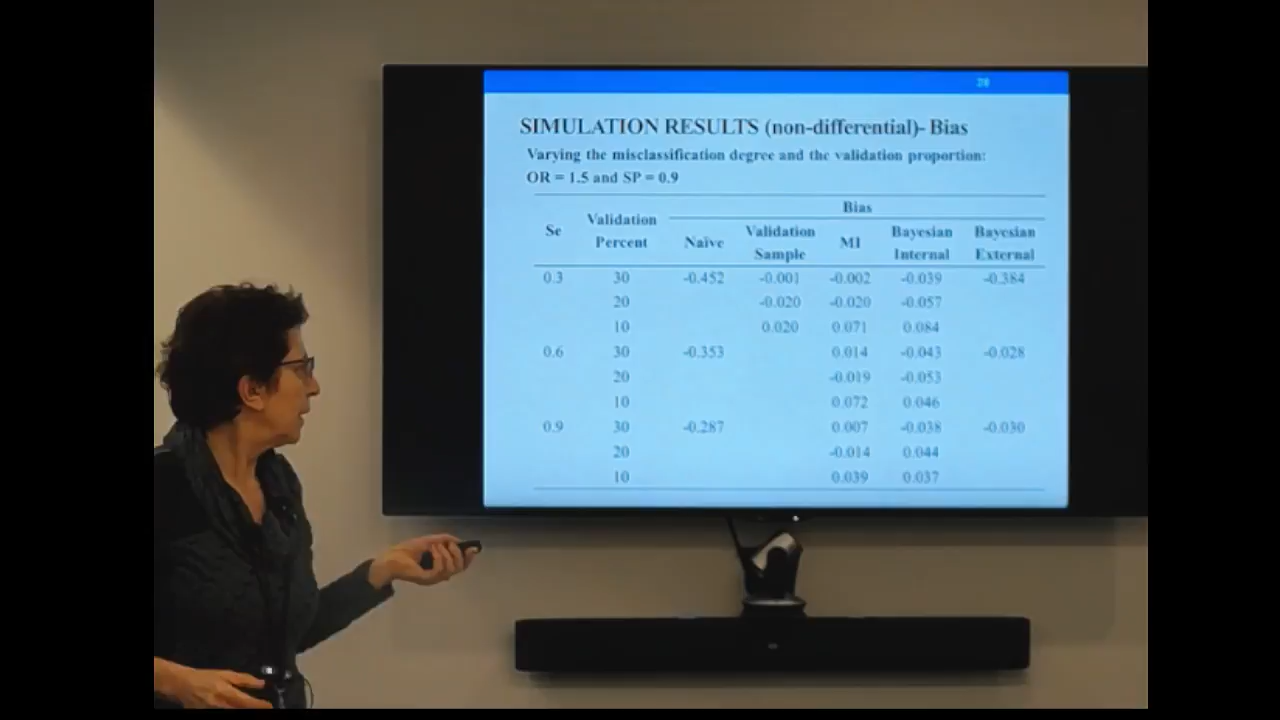 28
SIMULATION RESULTS (non-differential)- Bias
Varying the misclassification degree and the validation proportion:
OR = 1.5 and SP = 0.9
Bias
Se Validation Percent Naïve Validation Sample MI Bayesian Internal Bayesian External
0.3 30 -0.452 -0.001 -0.002 -0.039 -0.384
20 -0.020 -0.020 -0.057
10 0.020 0.071 0.084
0.6 30 -0.353 0.014 -0.043 -0.028
20 -0.019 -0.053
10 0.072 0.046
0.9 30 -0.287 0.007 -0.038 -0.030
20 -0.014 0.044
10 0.039 0.037